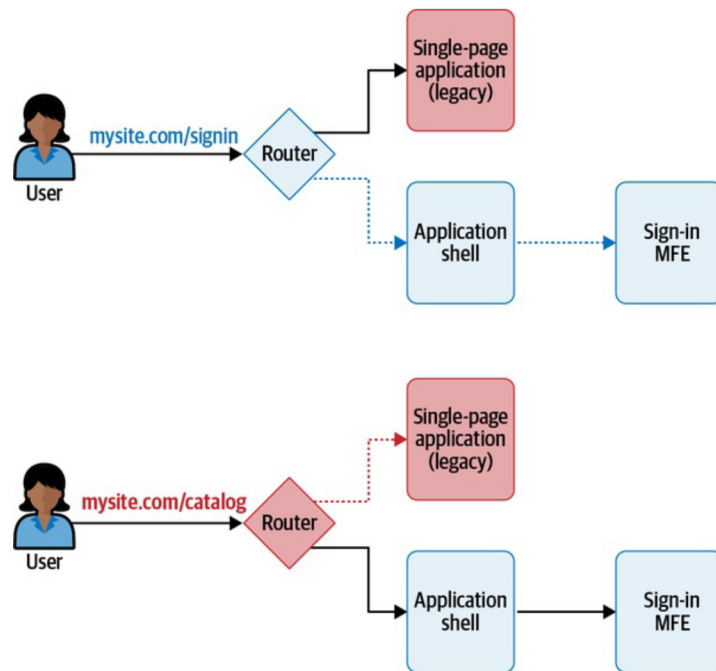 Single-page
application
(legacy)
mysite.com/signin
Router
User
Application
shell
Sign-in
MFE
Single-page
application
(legacy)
mysite.com/catalog
Router
User
Application
shell
Sign-in
MFE